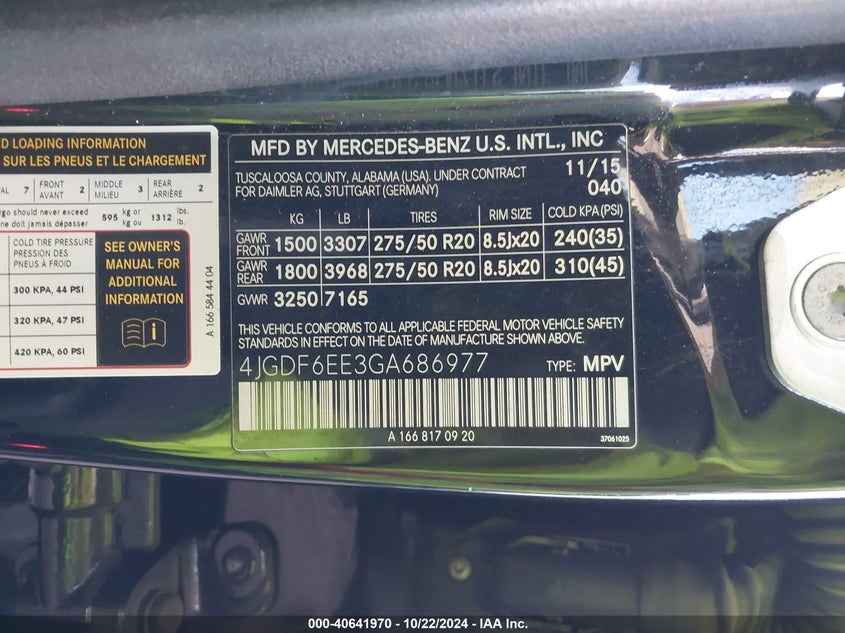 D LOADING INFORMATION
SUR LES PNEUS ET LE CHARGEMENT
AL 7 FRONT AVANT 2 MIDDLE MILIEU 3 REAR ARRIÈRE 2
rgo should never exceed
ne doit jamais dépasser 595 kg or kg ou 1312 lbs. lb.
COLD TIRE PRESSURE
PRESSION DES
PNEUS À FROID
300 KPA, 44 PSI
320 KPA, 47 PSI
420 KPA, 60 PSI
SEE OWNER'S
MANUAL FOR
ADDITIONAL
INFORMATION
A 166 584 44 04
MFD BY MERCEDES-BENZ U.S. INTL., INC
TUSCALOOSA COUNTY, ALABAMA (USA). UNDER CONTRACT 11/15
FOR DAIMLER AG, STUTTGART (GERMANY) 040
KG LB TIRES RIM SIZE COLD KPA (PSI)
GAWR FRONT 1500 3307 275/50 R20 8.5Jx20 240(35)
GAWR REAR 1800 3968 275/50 R20 8.5Jx20 310(45)
GVWR 3250 7165
THIS VEHICLE CONFORMS TO ALL APPLICABLE FEDERAL MOTOR VEHICLE SAFETY
STANDARDS IN EFFECT ON THE DATE OF MANUFACTURE SHOWN ABOVE.
4JGDF6EE3GA686977 TYPE: MPV
A 166 817 09 20
37061025
000-40641970 - 10/22/2024 - IAA Inc.